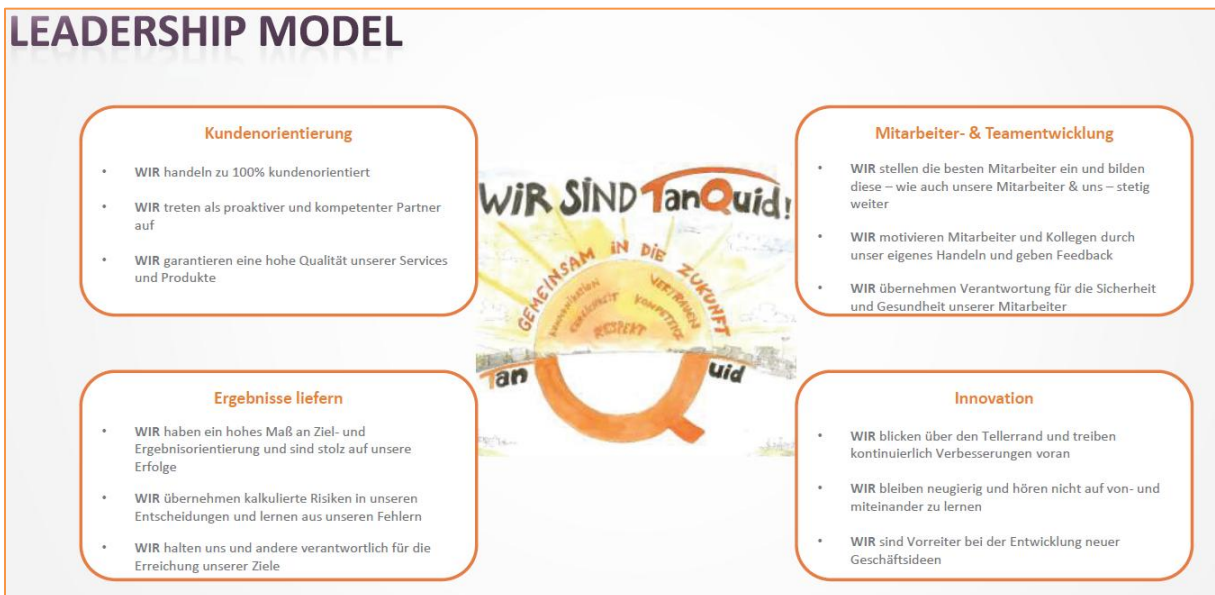 LEADERSHIP MODEL
Kundenorientierung
• WIR handeln zu 100% kundenorientiert
• WIR treten als proaktiver und kompetenter Partner
auf
• WIR garantieren eine hohe Qualität unserer Services
und Produkte
Mitarbeiter- & Teamentwicklung
• WIR stellen die besten Mitarbeiter ein und bilden
diese – wie auch unsere Mitarbeiter & uns – stetig
weiter
• WIR motivieren Mitarbeiter und Kollegen durch
unser eigenes Handeln und geben Feedback
• WIR übernehmen Verantwortung für die Sicherheit
und Gesundheit unserer Mitarbeiter
WiR SiND TanQuid!
GEMEINSAM iN DiE ZUKUNFT
KOMMUNIKATION
VERTRAUEN
KOMPETENZ
RESPEKT
Tan Quid
Ergebnisse liefern
• WIR haben ein hohes Maß an Ziel- und
Ergebnisorientierung und sind stolz auf unsere
Erfolge
• WIR übernehmen kalkulierte Risiken in unseren
Entscheidungen und lernen aus unseren Fehlern
• WIR halten uns und andere verantwortlich für die
Erreichung unserer Ziele
Innovation
• WIR blicken über den Tellerrand und treiben
kontinuierlich Verbesserungen voran
• WIR bleiben neugierig und hören nicht auf von- und
miteinander zu lernen
• WIR sind Vorreiter bei der Entwicklung neuer
Geschäftsideen